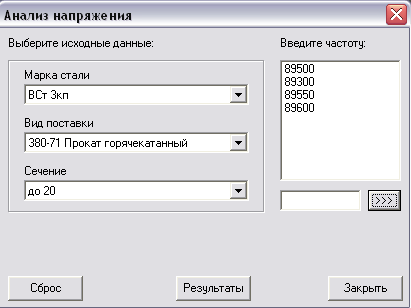 Анализ напряжения
Выберите исходные данные:
Введите частоту:
Марка стали
ВСт 3кп
Вид поставки
380-71 Прокат горячекатанный
Сечение
до 20
89500
89300
89550
89600
>>>
Сброс
Результаты
Закрыть